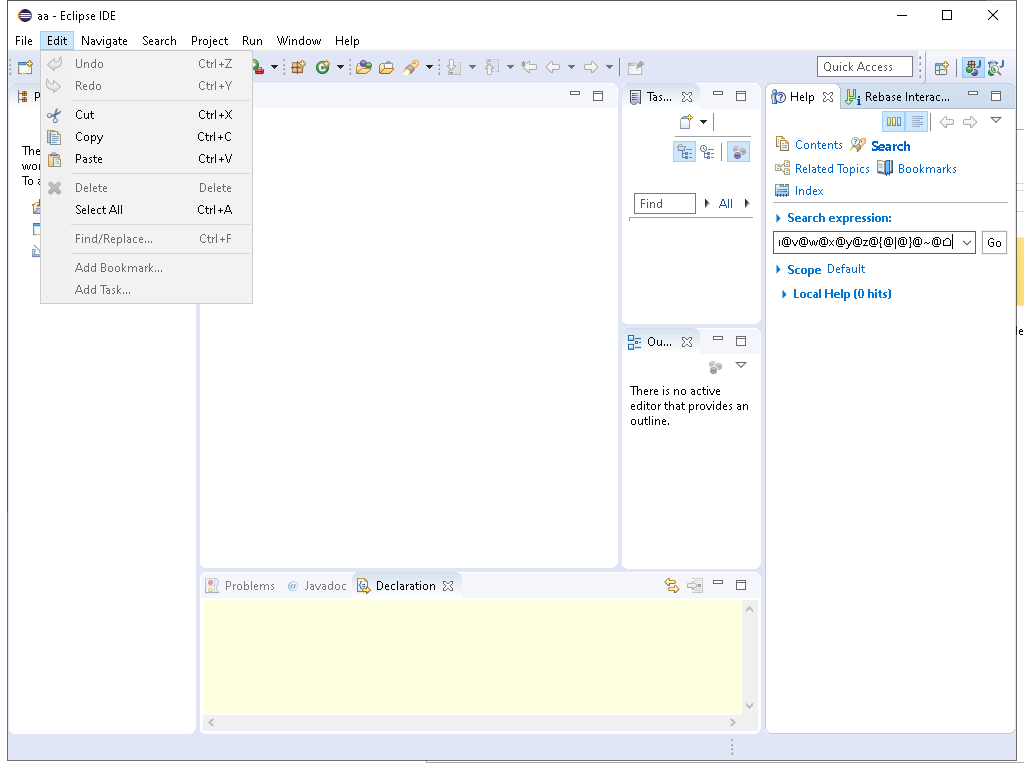 aa - Eclipse IDE
File Edit Navigate Search Project Run Window Help
Undo Ctrl+Z
Redo Ctrl+Y
Cut Ctrl+X
Copy Ctrl+C
Paste Ctrl+V
Delete Delete
Select All Ctrl+A
Find/Replace... Ctrl+F
Add Bookmark...
Add Task...
Quick Access
Tas...
Find
All
Ou...
There is no active
editor that provides an
outline.
Help
Rebase Interac...
Contents
Search
Related Topics
Bookmarks
Index
Search expression:
@v@w@x@y@z@{@|@}@~@
Go
Scope Default
Local Help (0 hits)
Problems
@ Javadoc
Declaration